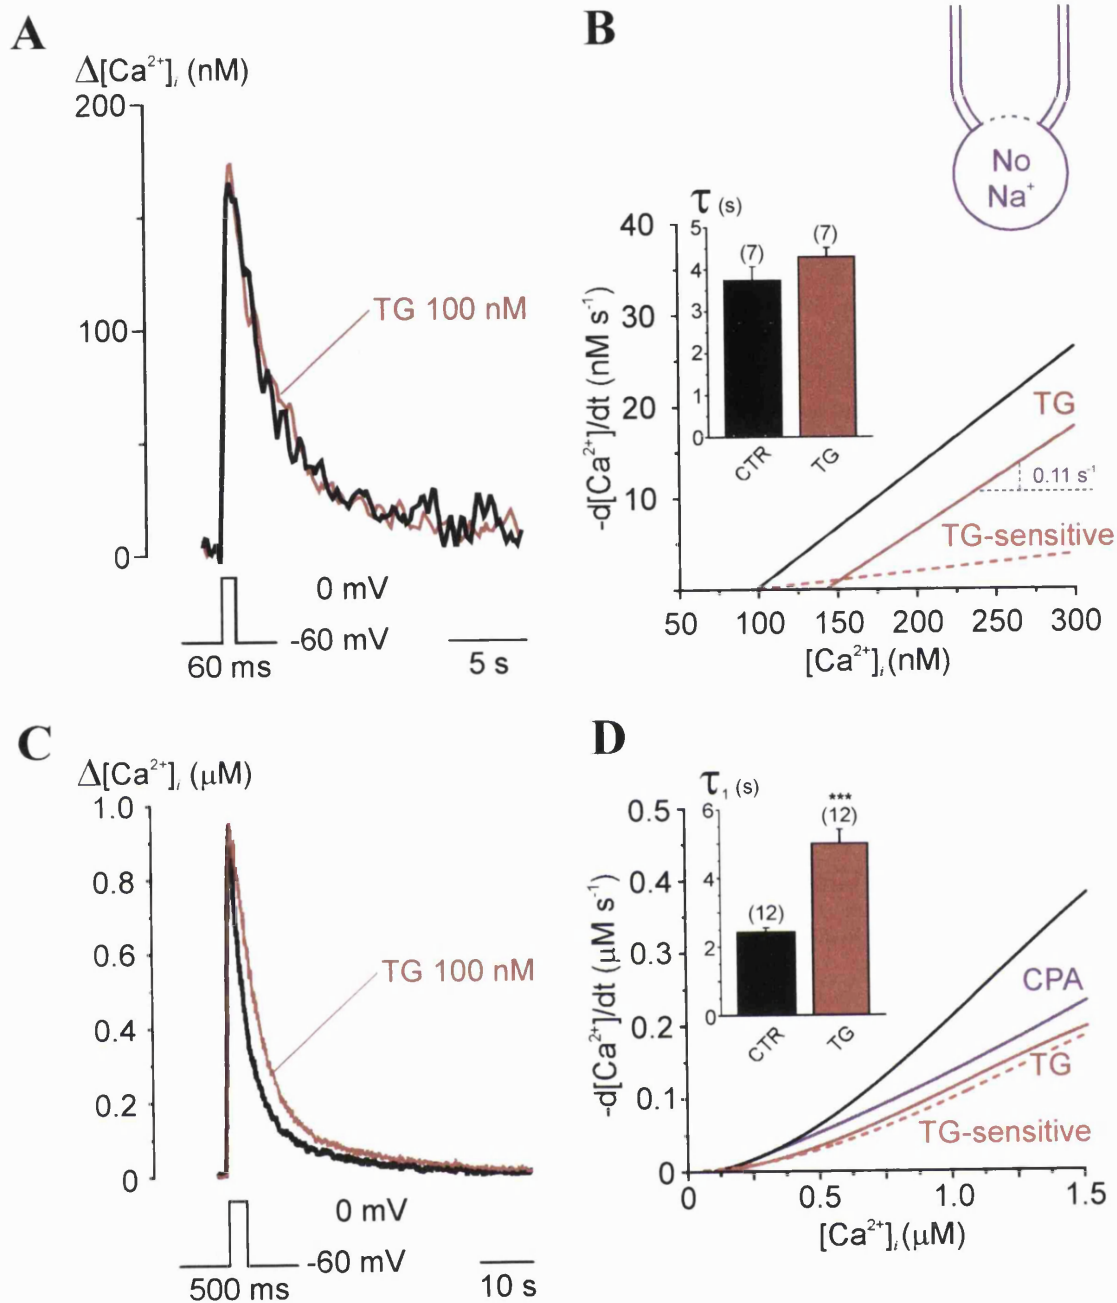 A
Δ[Ca²⁺]ᵢ (nM)
200
100
0
TG 100 nM
0 mV
-60 mV
60 ms
5 s
B
No
Na⁺
τ (s)
5
4
3
2
1
0
(7)
(7)
CTR
TG
-d[Ca²⁺]/dt (nM s⁻¹)
40
30
20
10
TG
0.11 s⁻¹
TG-sensitive
50 100 150 200 250 300
[Ca²⁺]ᵢ (nM)
C
Δ[Ca²⁺]ᵢ (μM)
1.0
0.8
0.6
0.4
0.2
0
TG 100 nM
0 mV
-60 mV
500 ms
10 s
D
τ₁ (s)
6
4
2
0
(12)
***
(12)
CTR
TG
-d[Ca²⁺]/dt (μM s⁻¹)
0.5
0.4
0.3
0.2
0.1
0
CPA
TG
TG-sensitive
0 0.5 1.0 1.5
[Ca²⁺]ᵢ (μM)